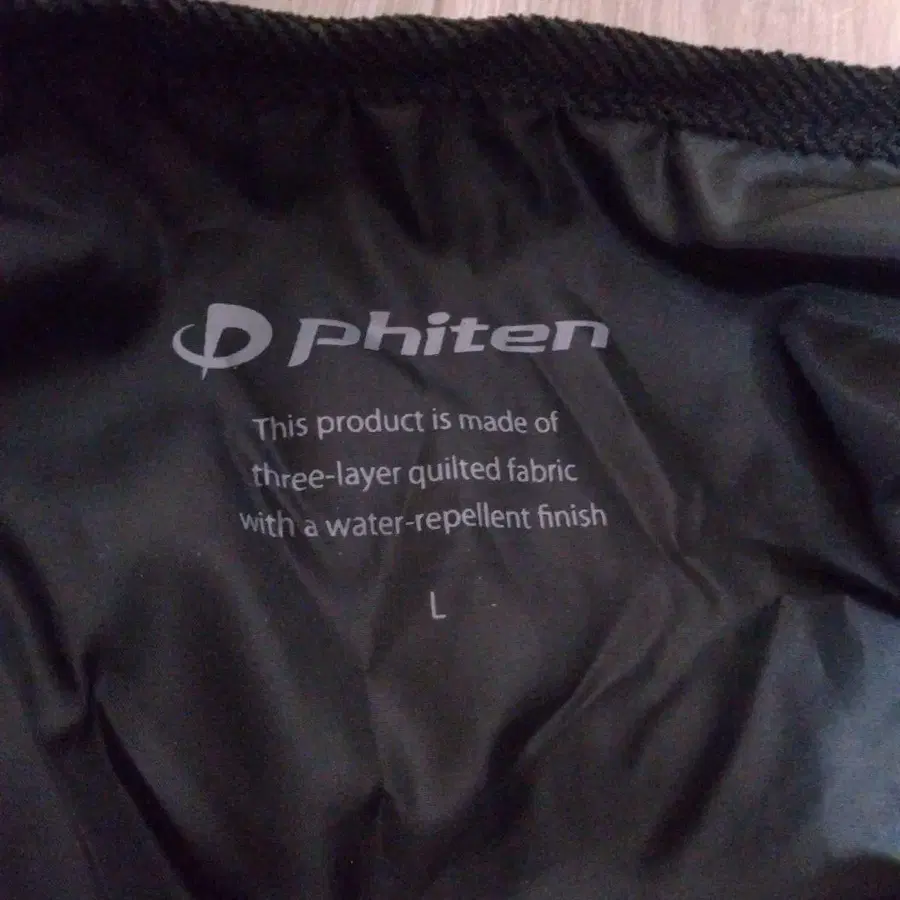 Phiten
This product is made of
three-layer quilted fabric
with a water-repellent finish
L